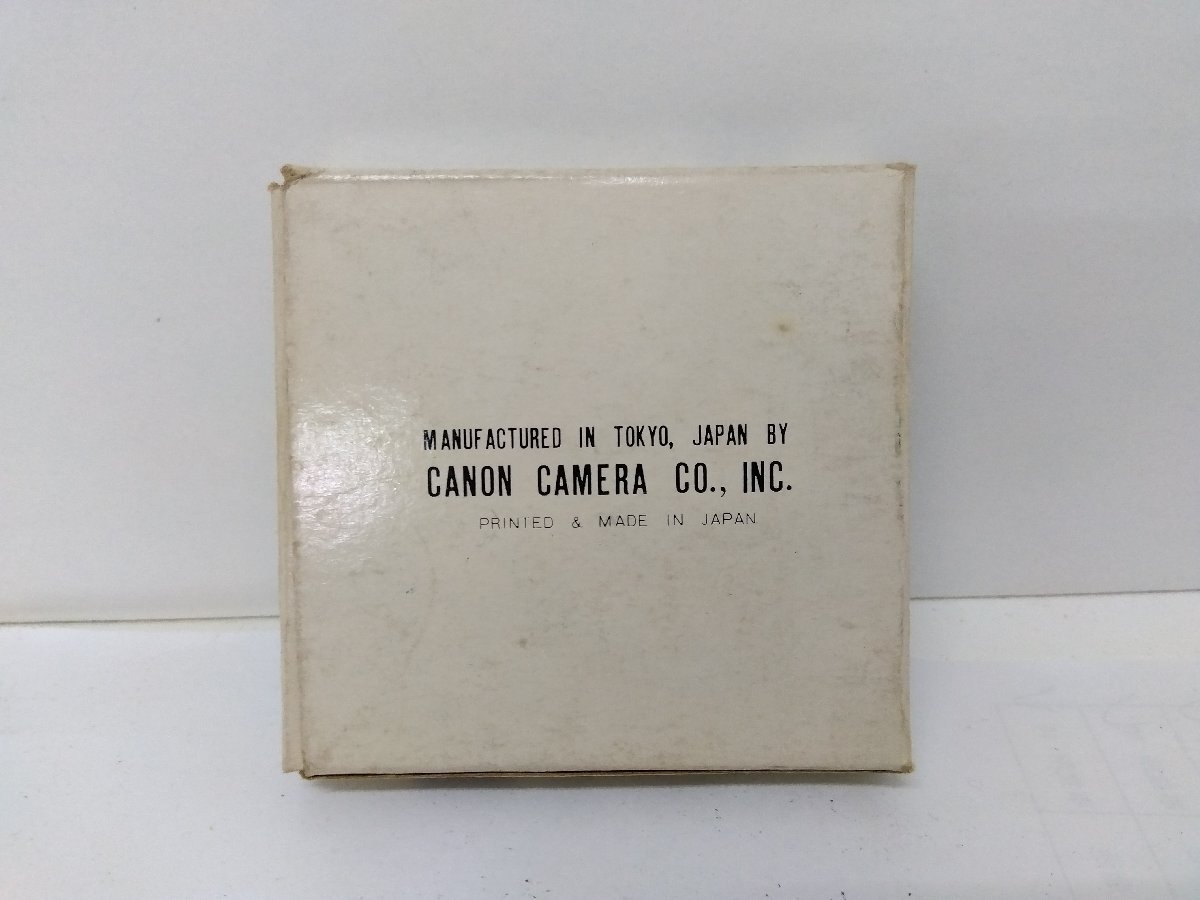 MANUFACTURED IN TOKYO, JAPAN BY
CANON CAMERA CO., INC.
PRINTED & MADE IN JAPAN